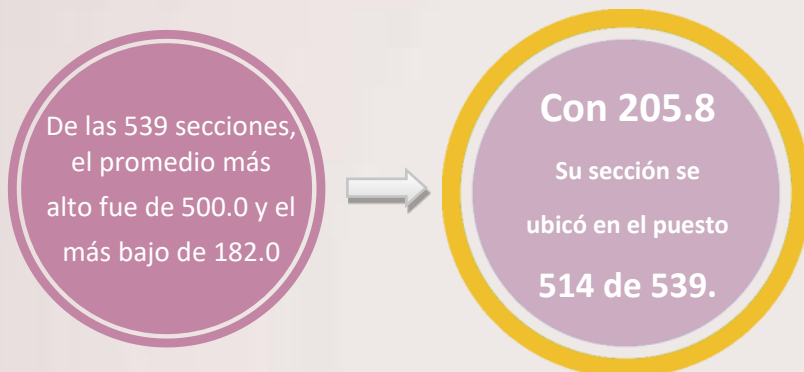 De las 539 secciones,
el promedio más
alto fue de 500.0 y el
más bajo de 182.0
Con 205.8
Su sección se
ubicó en el puesto
514 de 539.